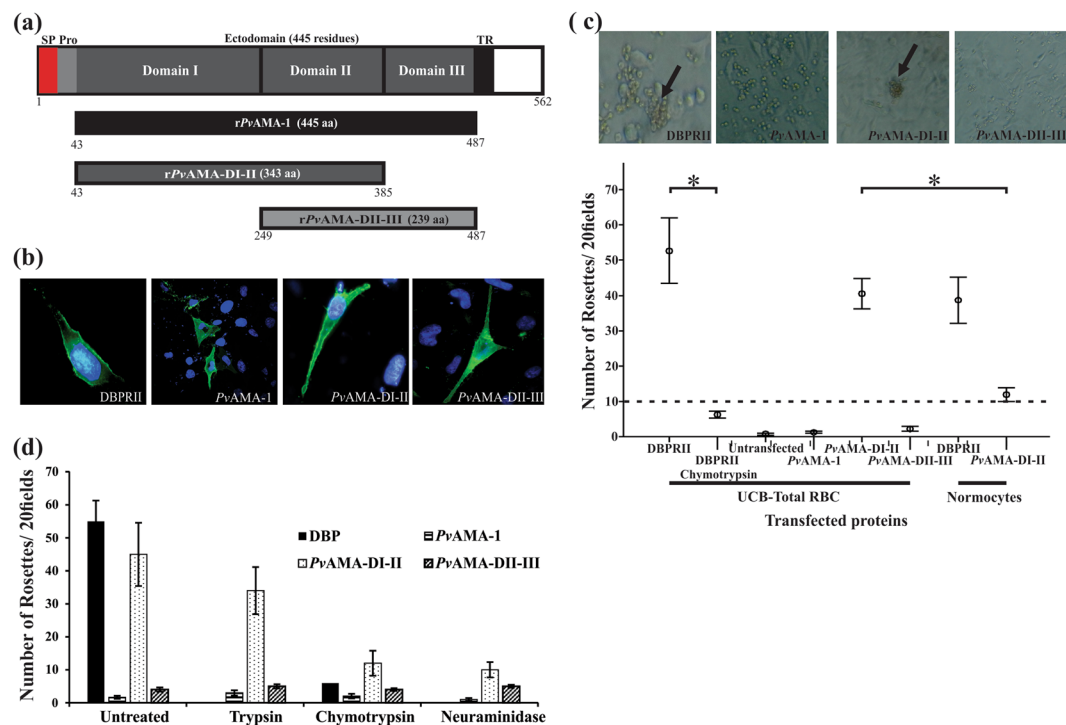 (a)
SP Pro Ectodomain (445 residues) TR
Domain I Domain II Domain III
1 562
rPvAMA-1 (445 aa)
43 487
rPvAMA-DI-II (343 aa)
43 385
rPvAMA-DII-III (239 aa)
249 487
(b)
DBPRII PvAMA-1 PvAMA-DI-II PvAMA-DII-III
(c)
DBPRII PvAMA-1 PvAMA-DI-II PvAMA-DII-III
Number of Rosettes/ 20fields
70
60
50
40
30
20
10
0
* *
DBPRII
DBPRII Chymotrypsin
Untransfected
PvAMA-1
PvAMA-DI-II
PvAMA-DII-III
DBPRII
PvAMA-DI-II
UCB-Total RBC Normocytes
Transfected proteins
(d)
Number of Rosettes/ 20fields
70
60
50
40
30
20
10
0
DBP PvAMA-1
PvAMA-DI-II PvAMA-DII-III
Untreated Trypsin Chymotrypsin Neuraminidase